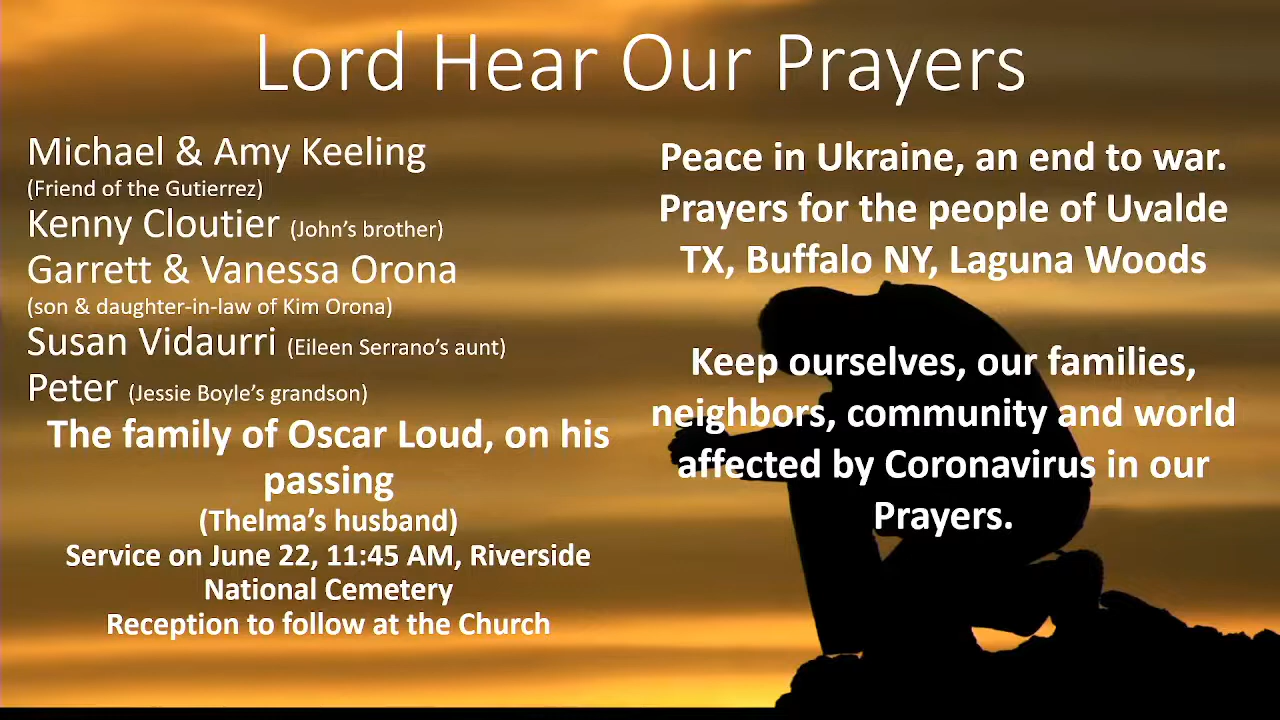 Lord Hear Our Prayers
Michael & Amy Keeling
(Friend of the Gutierrez)
Kenny Cloutier (John's brother)
Garrett & Vanessa Orona
(son & daughter-in-law of Kim Orona)
Susan Vidaurri (Eileen Serrano's aunt)
Peter (Jessie Boyle's grandson)
The family of Oscar Loud, on his
passing
(Thelma's husband)
Service on June 22, 11:45 AM, Riverside
National Cemetery
Reception to follow at the Church
Peace in Ukraine, an end to war.
Prayers for the people of Uvalde
TX, Buffalo NY, Laguna Woods
Keep ourselves, our families,
neighbors, community and world
affected by Coronavirus in our
Prayers.